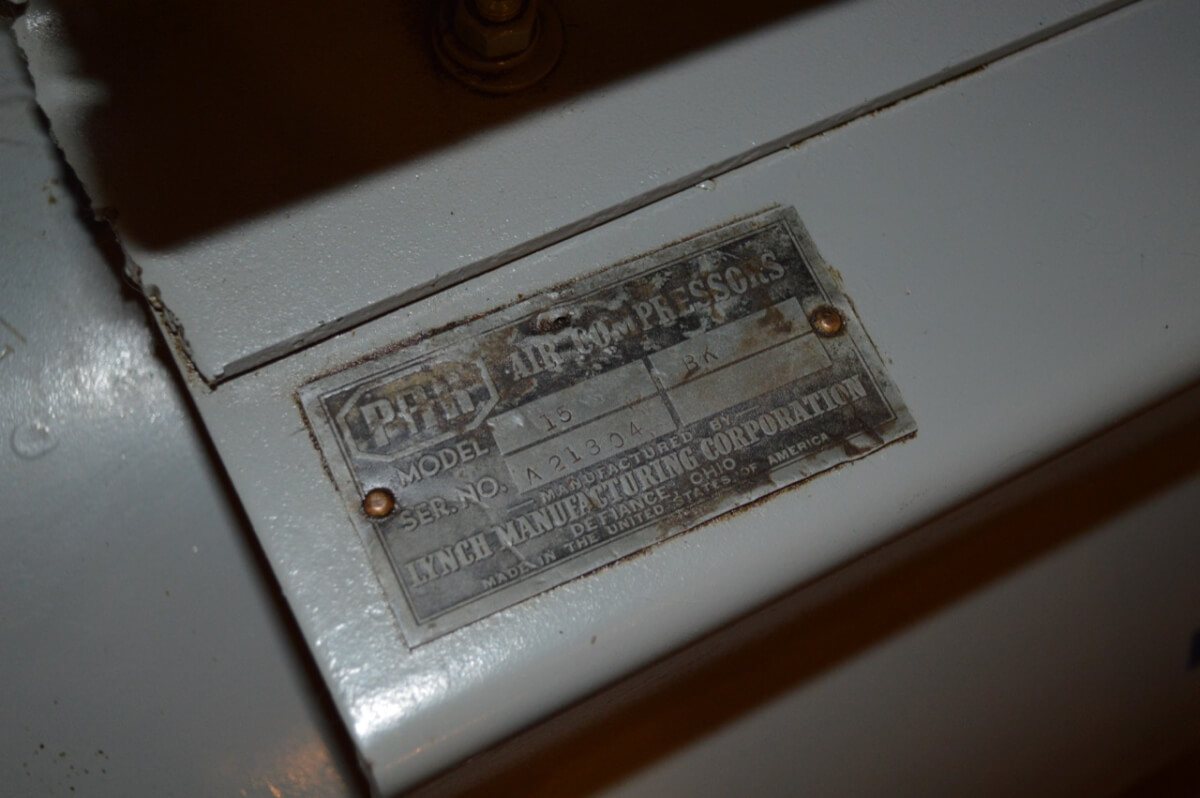 PAR AIR COMPRESSORS
MODEL 15 BK
SER. NO. A21304
MANUFACTURED BY
LYNCH MANUFACTURING CORPORATION
DEFIANCE, OHIO
MADE IN THE UNITED STATES OF AMERICA